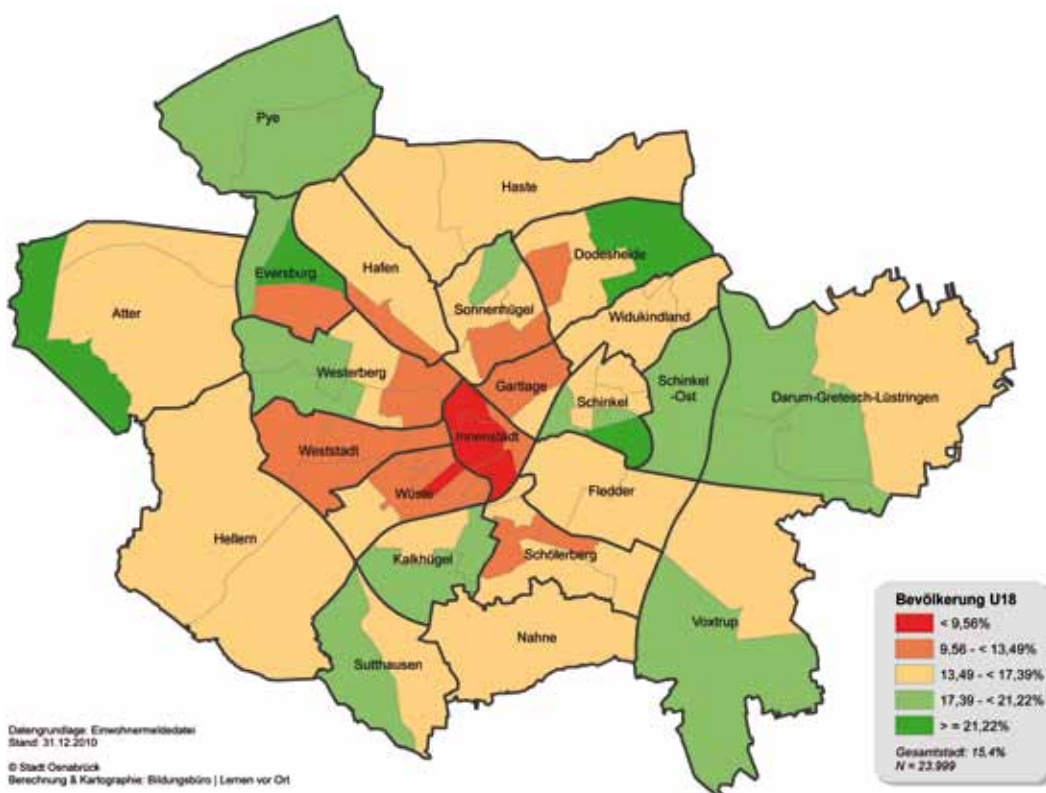 Pye
Haste
Dodesheide
Eversburg
Hafen
Sonnenhügel
Atter
Widukindland
Westerberg
Gartlage
Schinkel
Schinkel
-Ost
Darum-Gretesch-Lüstringen
Innenstadt
Weststadt
Wüste
Fledder
Hellern
Kalkhügel
Schölerberg
Voxtrup
Nahne
Sutthausen
Bevölkerung U18
< 9,56%
9,56 - < 13,49%
13,49 - < 17,39%
17,39 - < 21,22%
> = 21,22%
Gesamtstadt: 15,4%
N = 23.999
Datengrundlage: Einwohnermeldedatei
Stand: 31.12.2010
© Stadt Osnabrück
Berechnung & Kartographie: Bildungsbüro | Lernen vor Ort